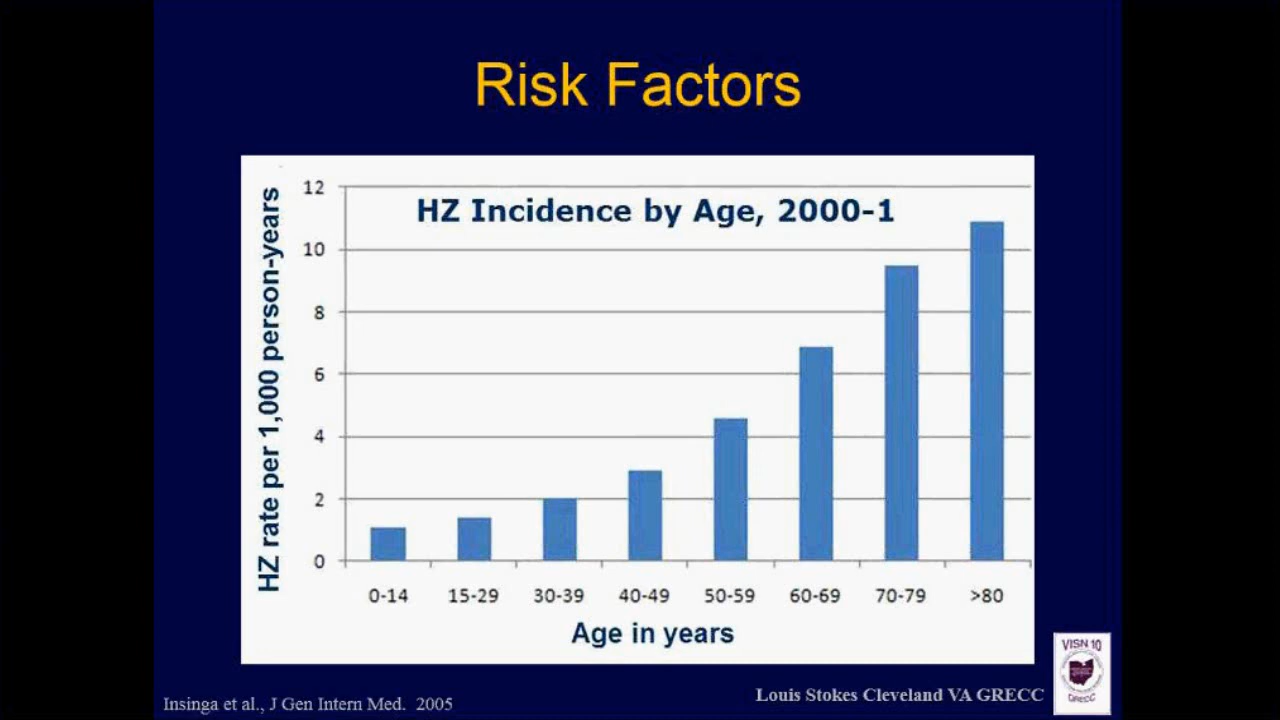 Risk Factors
HZ Incidence by Age, 2000-1
HZ rate per 1,000 person-years
12
10
8
6
4
2
0
0-14 15-29 30-39 40-49 50-59 60-69 70-79 >80
Age in years
VISN 10
GRECC
Insinga et al., J Gen Intern Med. 2005
Louis Stokes Cleveland VA GRECC